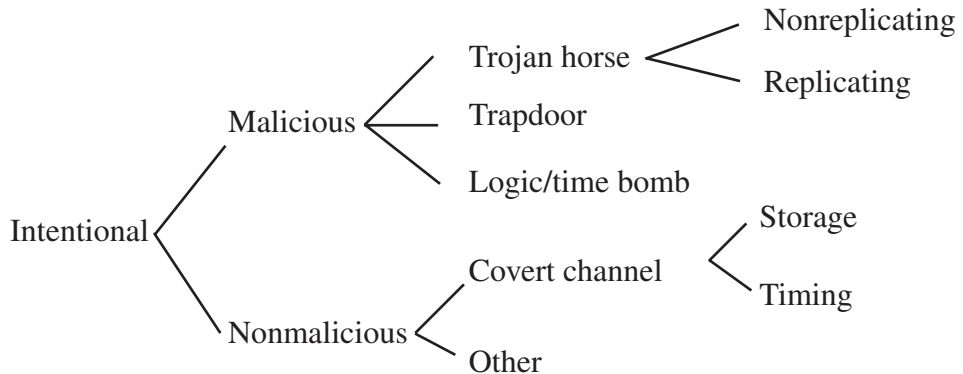 Nonreplicating
Trojan horse
Replicating
Malicious
Trapdoor
Logic/time bomb
Storage
Intentional
Covert channel
Timing
Nonmalicious
Other